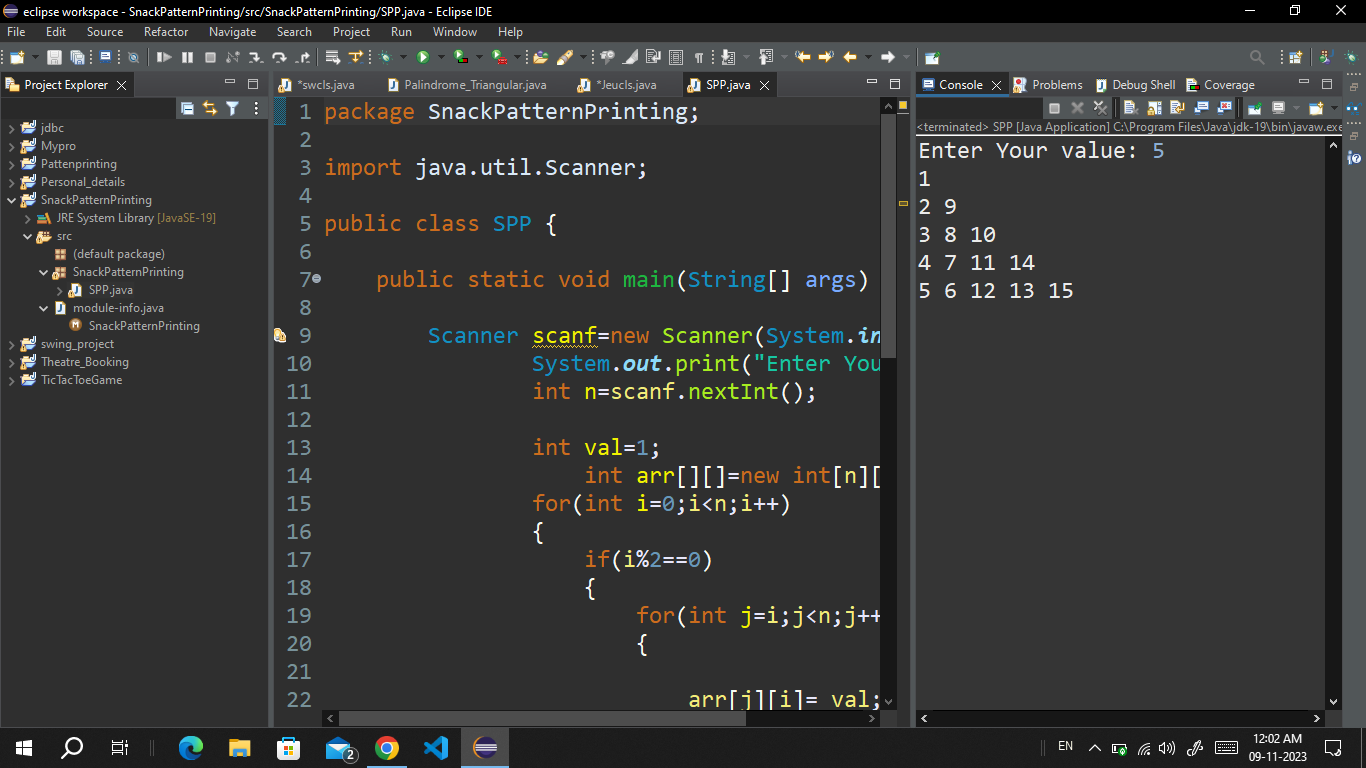 eclipse workspace - SnackPatternPrinting/src/SnackPatternPrinting/SPP.java - Eclipse IDE
File Edit Source Refactor Navigate Search Project Run Window Help
Project Explorer
jdbc
Mypro
Pattenprinting
Personal_details
SnackPatternPrinting
JRE System Library [JavaSE-19]
src
(default package)
SnackPatternPrinting
SPP.java
module-info.java
SnackPatternPrinting
swing_project
Theatre_Booking
TicTacToeGame
*swcls.java Palindrome_Triangular.java *Jeucls.java SPP.java
1 package SnackPatternPrinting;
2
3 import java.util.Scanner;
4
5 public class SPP {
6
7 public static void main(String[] args)
8
9 Scanner scanf=new Scanner(System.in
10 System.out.print("Enter You
11 int n=scanf.nextInt();
12
13 int val=1;
14 int arr[][]=new int[n][
15 for(int i=0;i<n;i++)
16 {
17 if(i%2==0)
18 {
19 for(int j=i;j<n;j++
20 {
21
22 arr[j][i]= val;
Console Problems Debug Shell Coverage
<terminated> SPP [Java Application] C:\Program Files\Java\jdk-19\bin\javaw.exe
Enter Your value: 5
1
2 9
3 8 10
4 7 11 14
5 6 12 13 15
2
EN
12:02 AM
09-11-2023